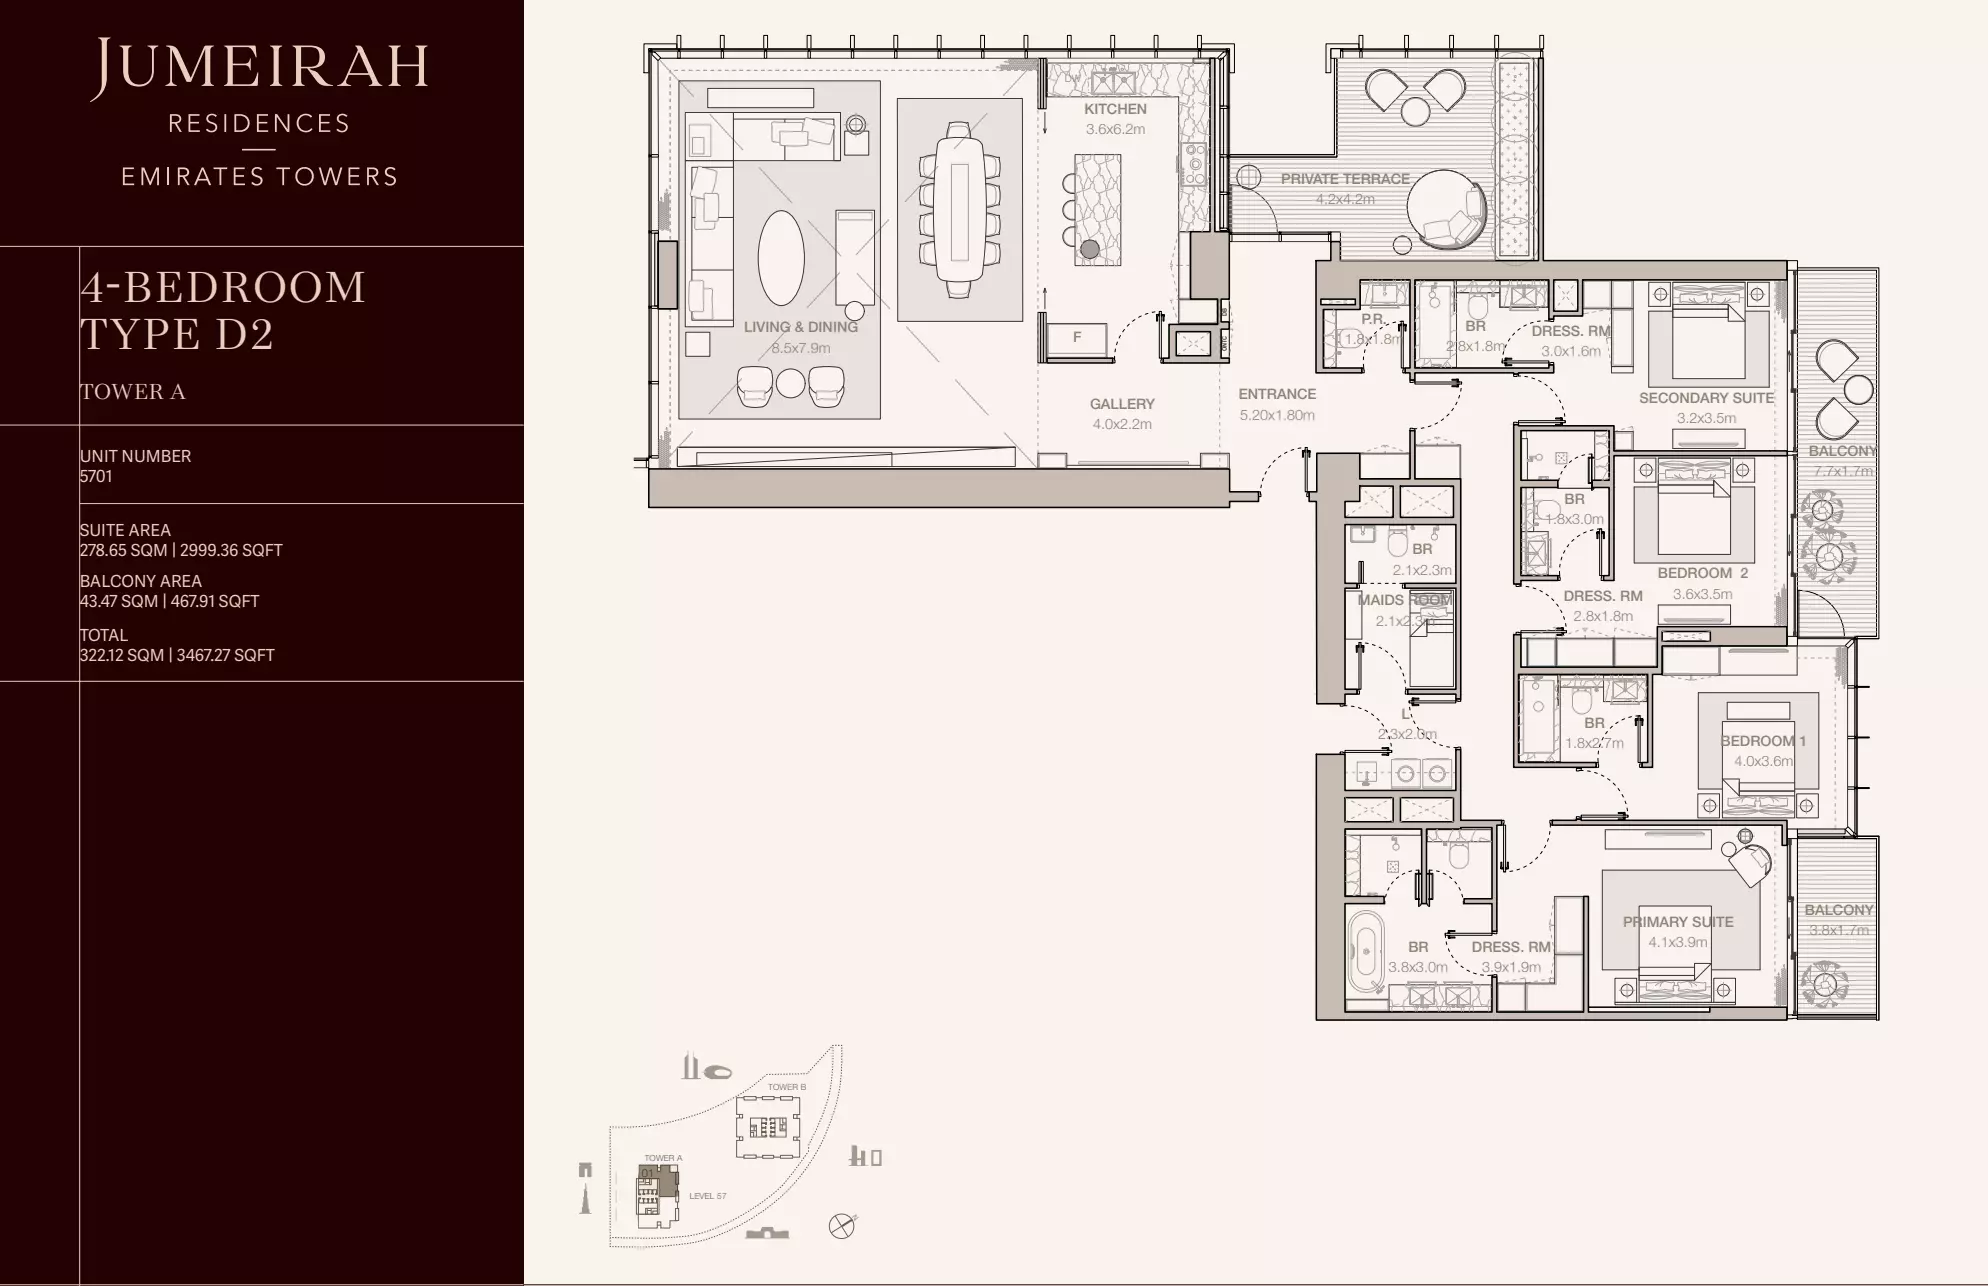 JUMEIRAH
RESIDENCES
EMIRATES TOWERS
4-BEDROOM
TYPE D2
TOWER A
UNIT NUMBER
5701
SUITE AREA
278.65 SQM | 2999.36 SQFT
BALCONY AREA
43.47 SQM | 467.91 SQFT
TOTAL
322.12 SQM | 3467.27 SQFT
DW
KITCHEN
3.6x6.2m
PRIVATE TERRACE
4.2x4.2m
LIVING & DINING
8.5x7.9m
F
GALLERY
4.0x2.2m
ENTRANCE
5.20x1.80m
P.R.
1.8x1.8m
BR
2.8x1.8m
DRESS. RM
3.0x1.6m
SECONDARY SUITE
3.2x3.5m
BALCONY
7.7x1.7m
BR
1.8x3.0m
BR
2.1x2.3m
BEDROOM 2
3.6x3.5m
MAIDS ROOM
2.1x2.3m
DRESS. RM
2.8x1.8m
L
2.3x2.0m
BR
1.8x2.7m
BEDROOM 1
4.0x3.6m
PRIMARY SUITE
4.1x3.9m
BALCONY
3.8x1.7m
BR
3.8x3.0m
DRESS. RM
3.9x1.9m
TOWER B
TOWER A
01
LEVEL 57